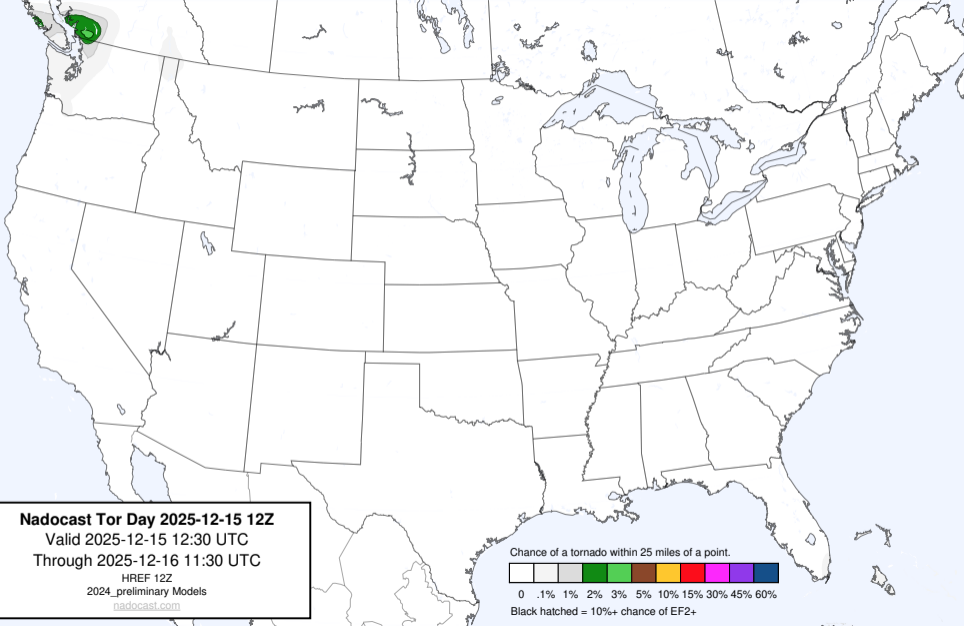 Nadocast Tor Day 2025-12-15 12Z
Valid 2025-12-15 12:30 UTC
Through 2025-12-16 11:30 UTC
HREF 12Z
2024_preliminary Models
nadocast.com
Chance of a tornado within 25 miles of a point.
0 .1% 1% 2% 3% 5% 10% 15% 30% 45% 60%
Black hatched = 10%+ chance of EF2+